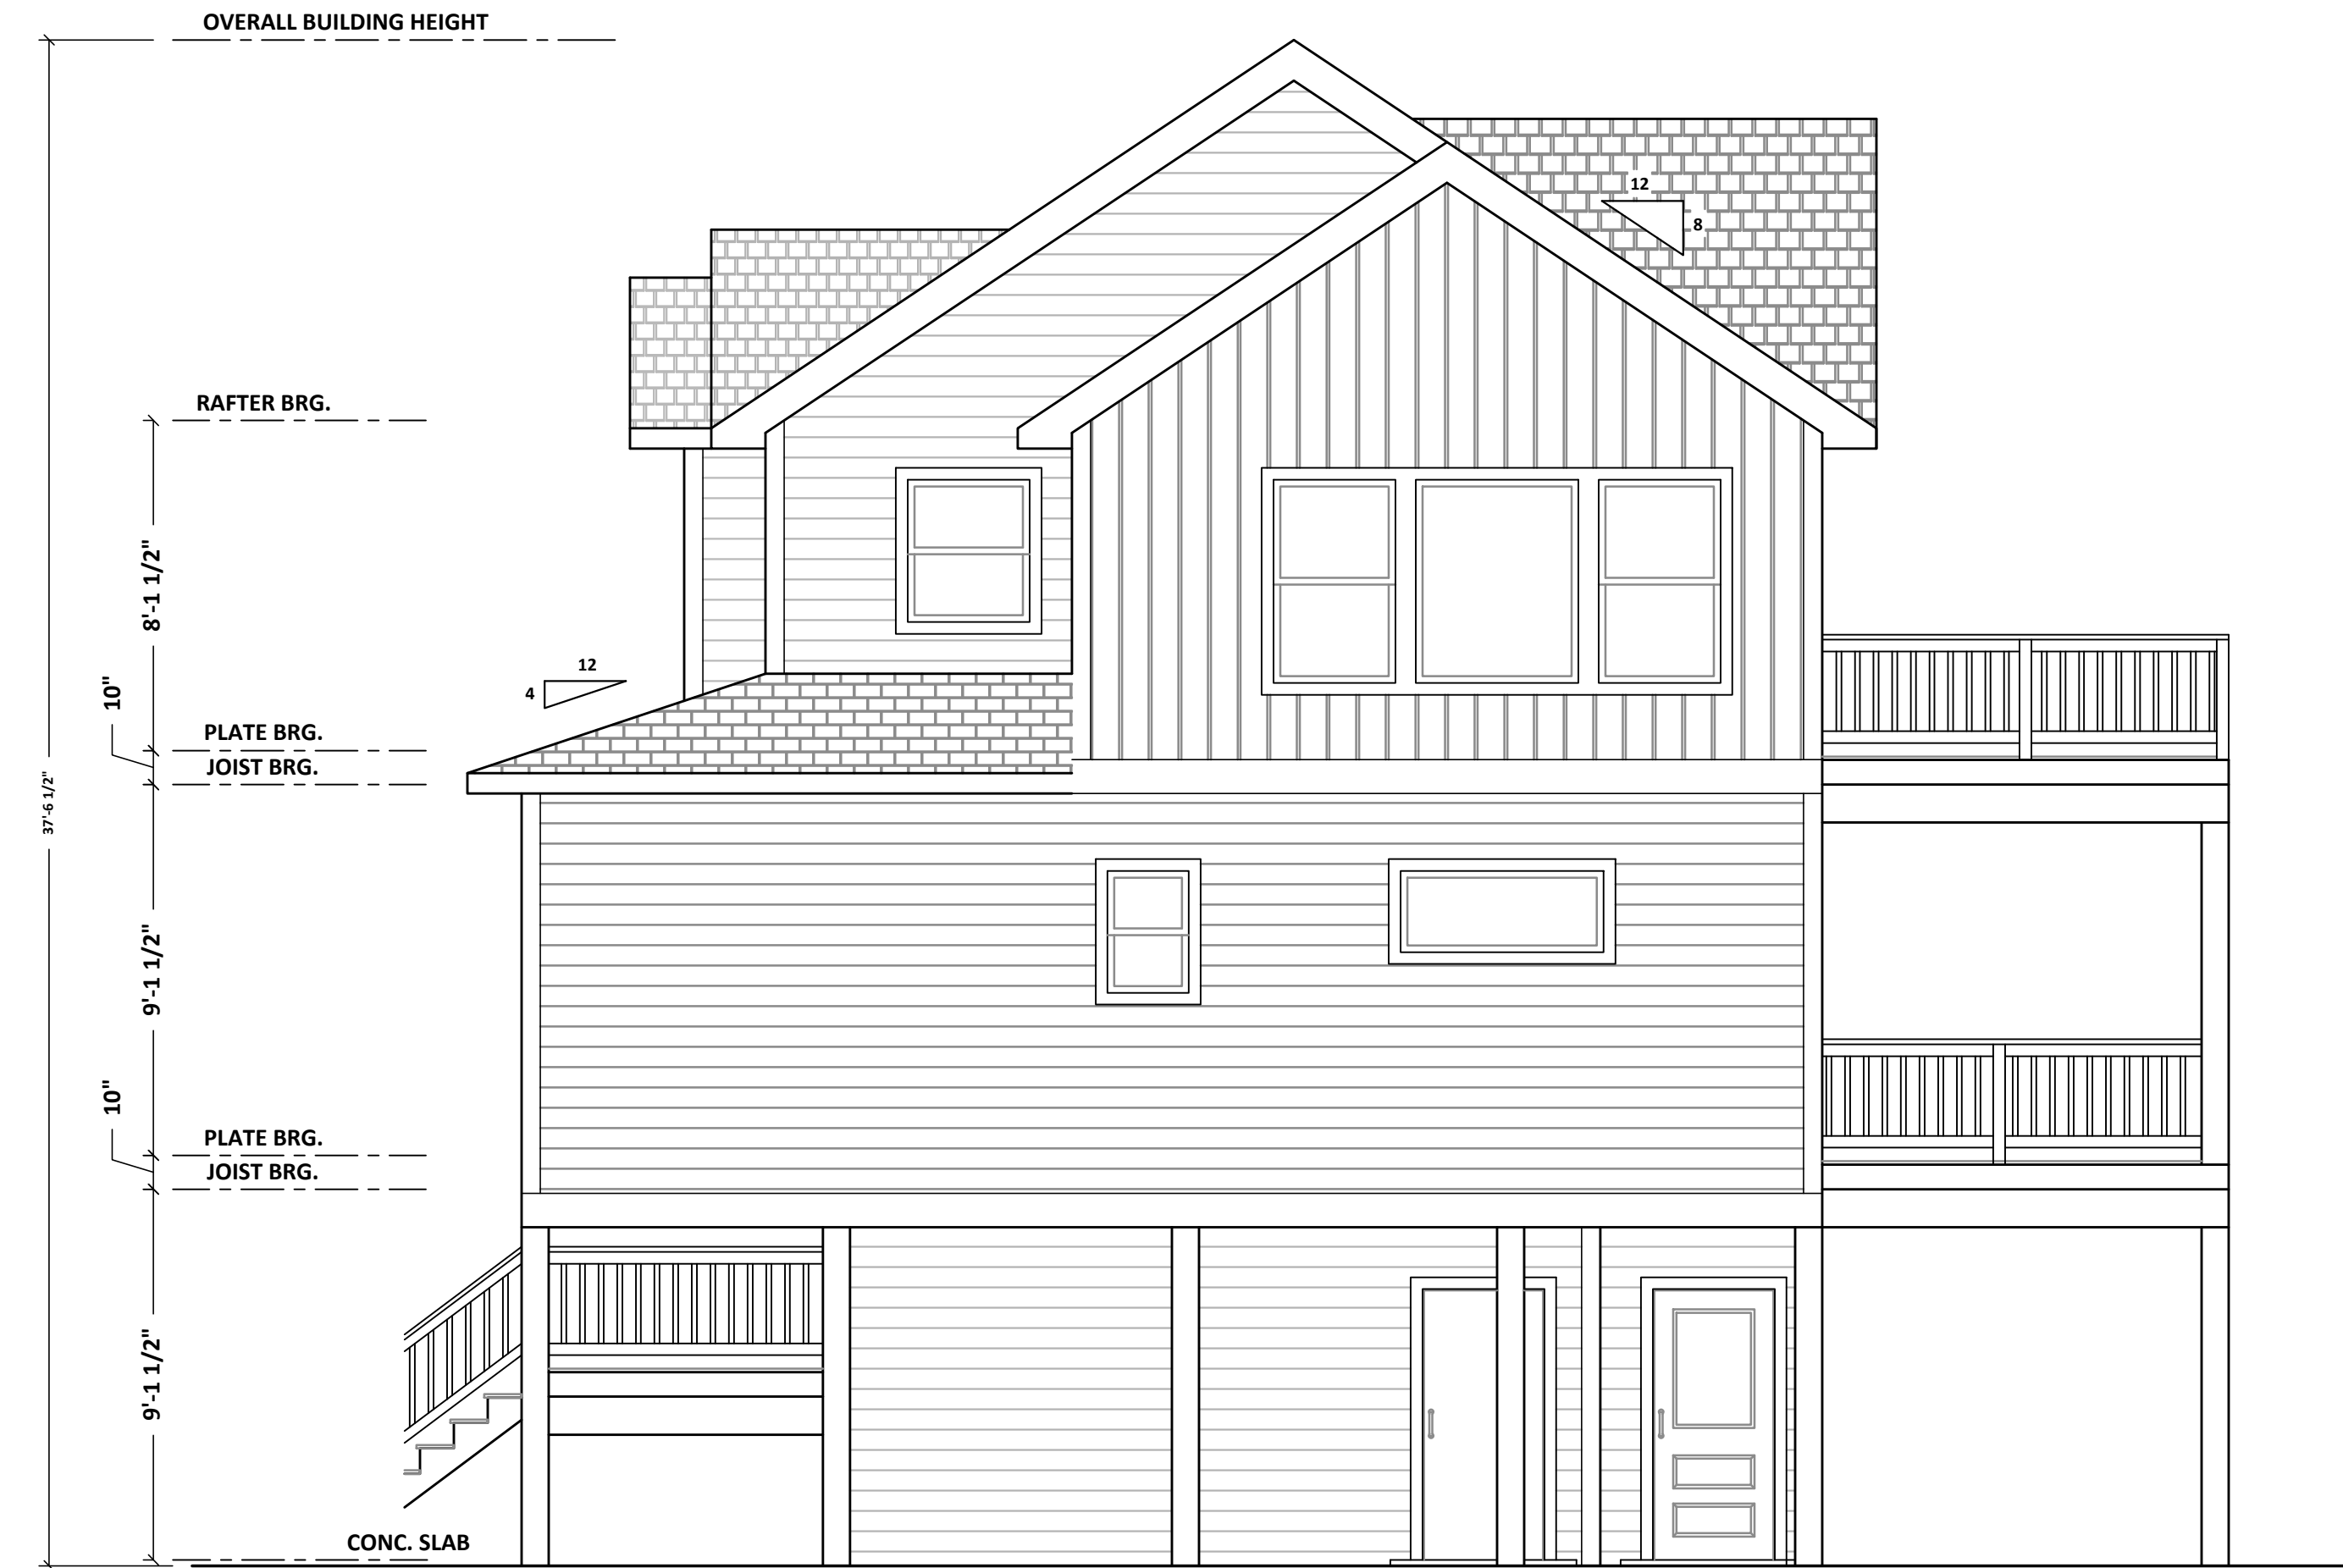 OVERALL BUILDING HEIGHT
12
8
RAFTER BRG.
8'-1 1/2"
12
4
10"
PLATE BRG.
JOIST BRG.
37'-6 1/2"
9'-1 1/2"
10"
PLATE BRG.
JOIST BRG.
9'-1 1/2"
CONC. SLAB